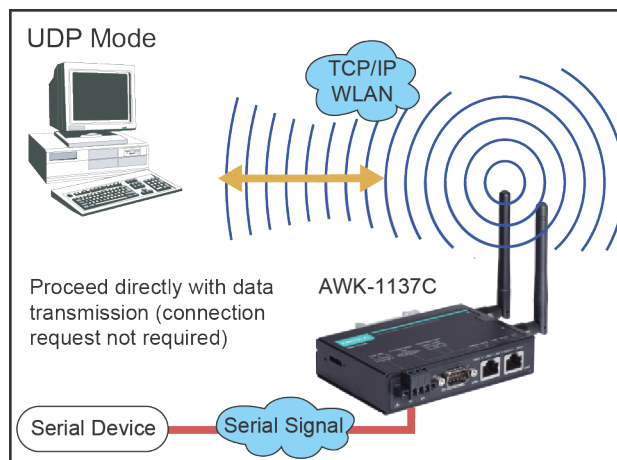 UDP Mode
TCP/IP
WLAN
Proceed directly with data
transmission (connection
request not required)
AWK-1137C
MOXA
Serial Device
Serial Signal